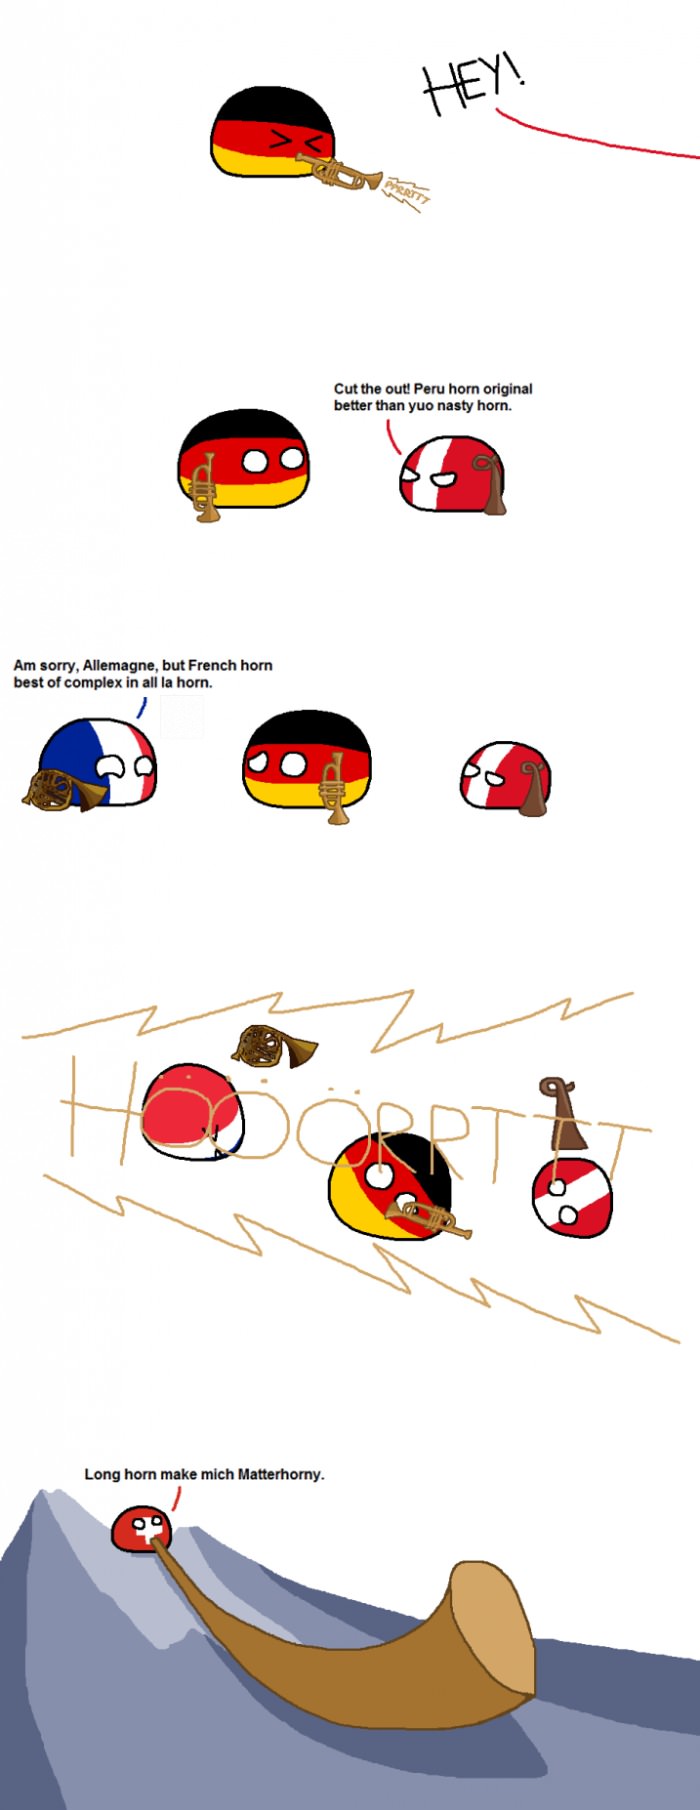 HEY!
PPRRTTT
Cut the out! Peru horn original
better than yuo nasty horn.
Am sorry, Allemagne, but French horn
best of complex in all la horn.
HÖÖÖRRTTT
Long horn make mich Matterhorny.